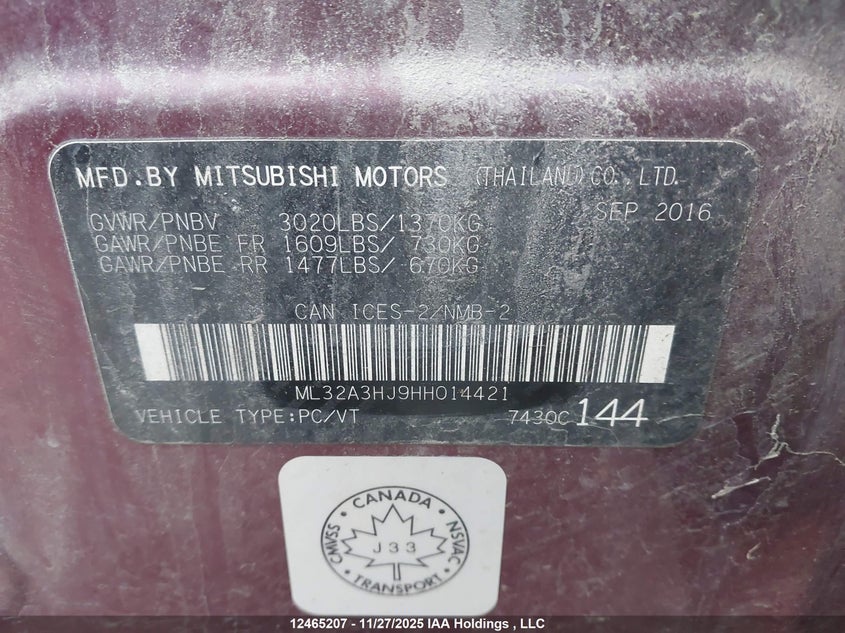 MFD.BY MITSUBISHI MOTORS (THAILAND) CO.,LTD.
SEP 2016
GVWR/PNBV 3020LBS/1370KG
GAWR/PNBE FR 1609LBS/ 730KG
GAWR/PNBE RR 1477LBS/ 670KG
CAN ICES-2/NMB-2
ML32A3HJ9HH014421
VEHICLE TYPE:PC/VT 7430C 144
CANADA
CMVSS J33 NSVAC
TRANSPORT
12465207 - 11/27/2025 IAA Holdings , LLC